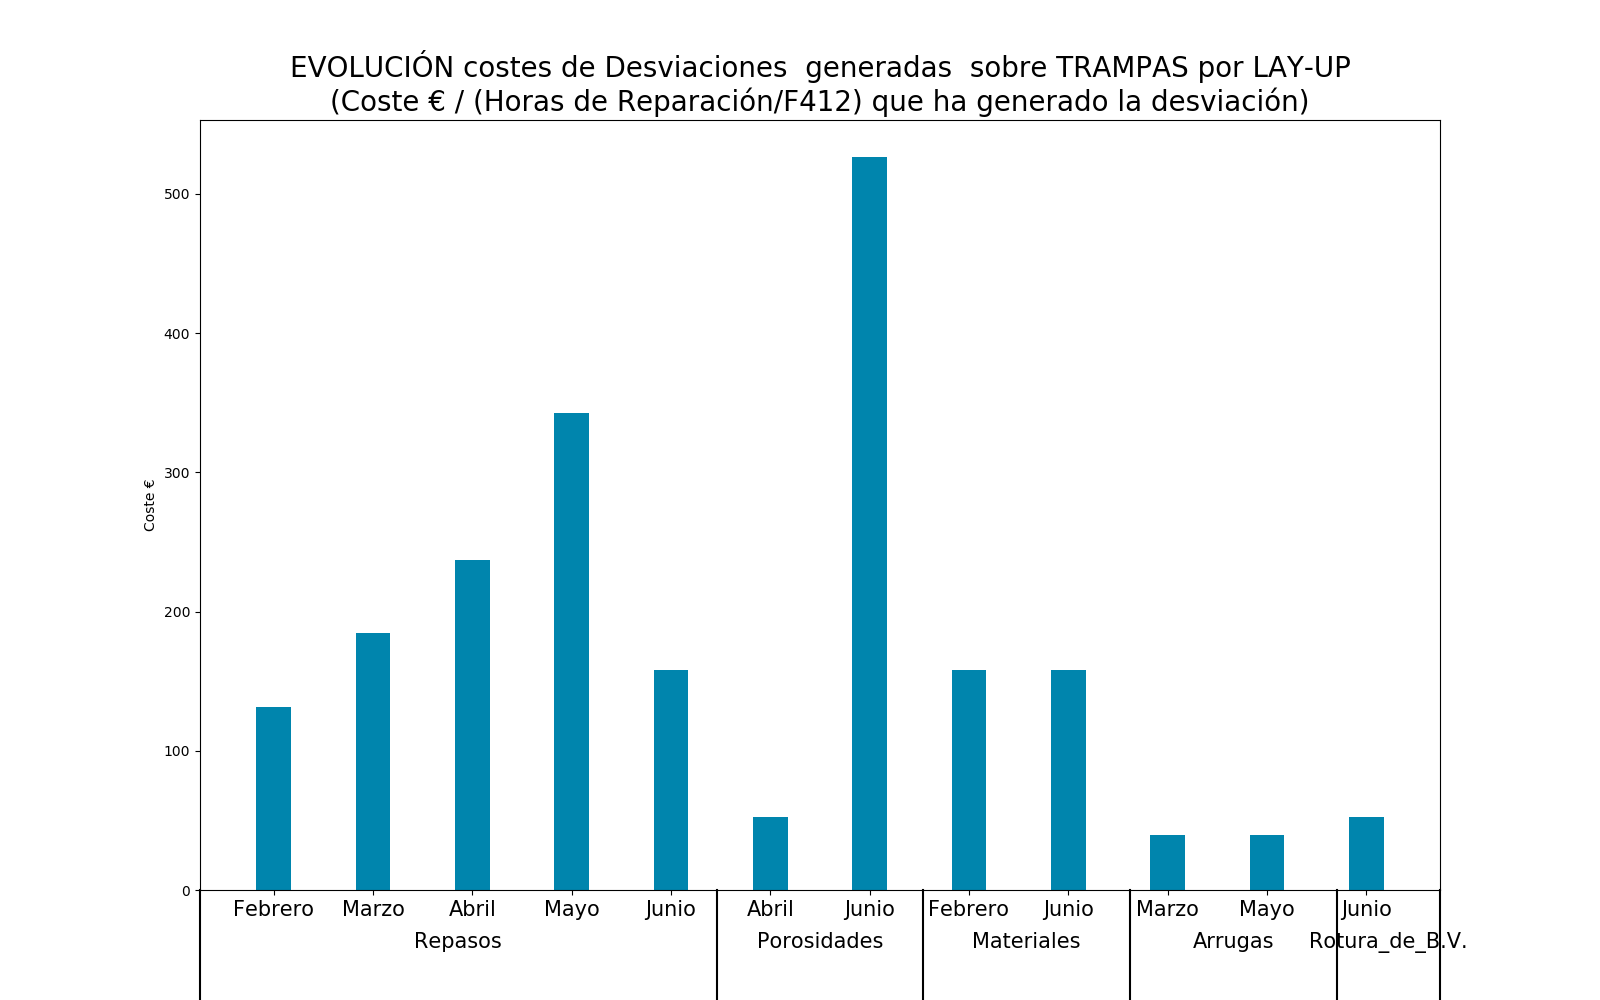 EVOLUCIÓN costes de Desviaciones  generadas  sobre TRAMPAS por LAY-UP
(Coste € / (Horas de Reparación/F412) que ha generado la desviación)
500
400
300
200
100
0
Coste €
Febrero Marzo Abril Mayo Junio Abril Junio Febrero Junio Marzo Mayo Junio
Repasos Porosidades Materiales Arrugas Rotura_de_B.V.